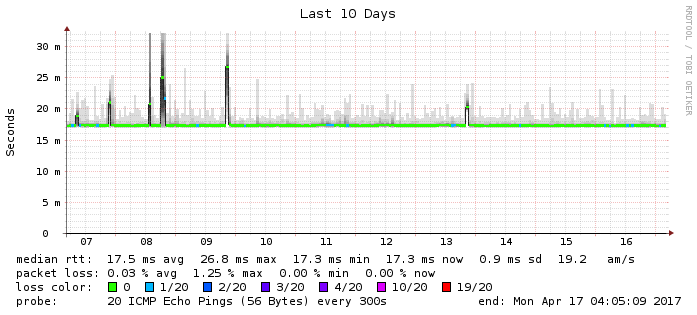 Last 10 Days
RRDTOOL / TOBI OETIKER
Seconds
30 m
25 m
20 m
15 m
10 m
5 m
0
07 08 09 10 11 12 13 14 15 16
median rtt: 17.5 ms avg 26.8 ms max 17.3 ms min 17.3 ms now 0.9 ms sd 19.2 am/s
packet loss: 0.03 % avg 1.25 % max 0.00 % min 0.00 % now
loss color: 0 1/20 2/20 3/20 4/20 10/20 19/20
probe: 20 ICMP Echo Pings (56 Bytes) every 300s end: Mon Apr 17 04:05:09 2017